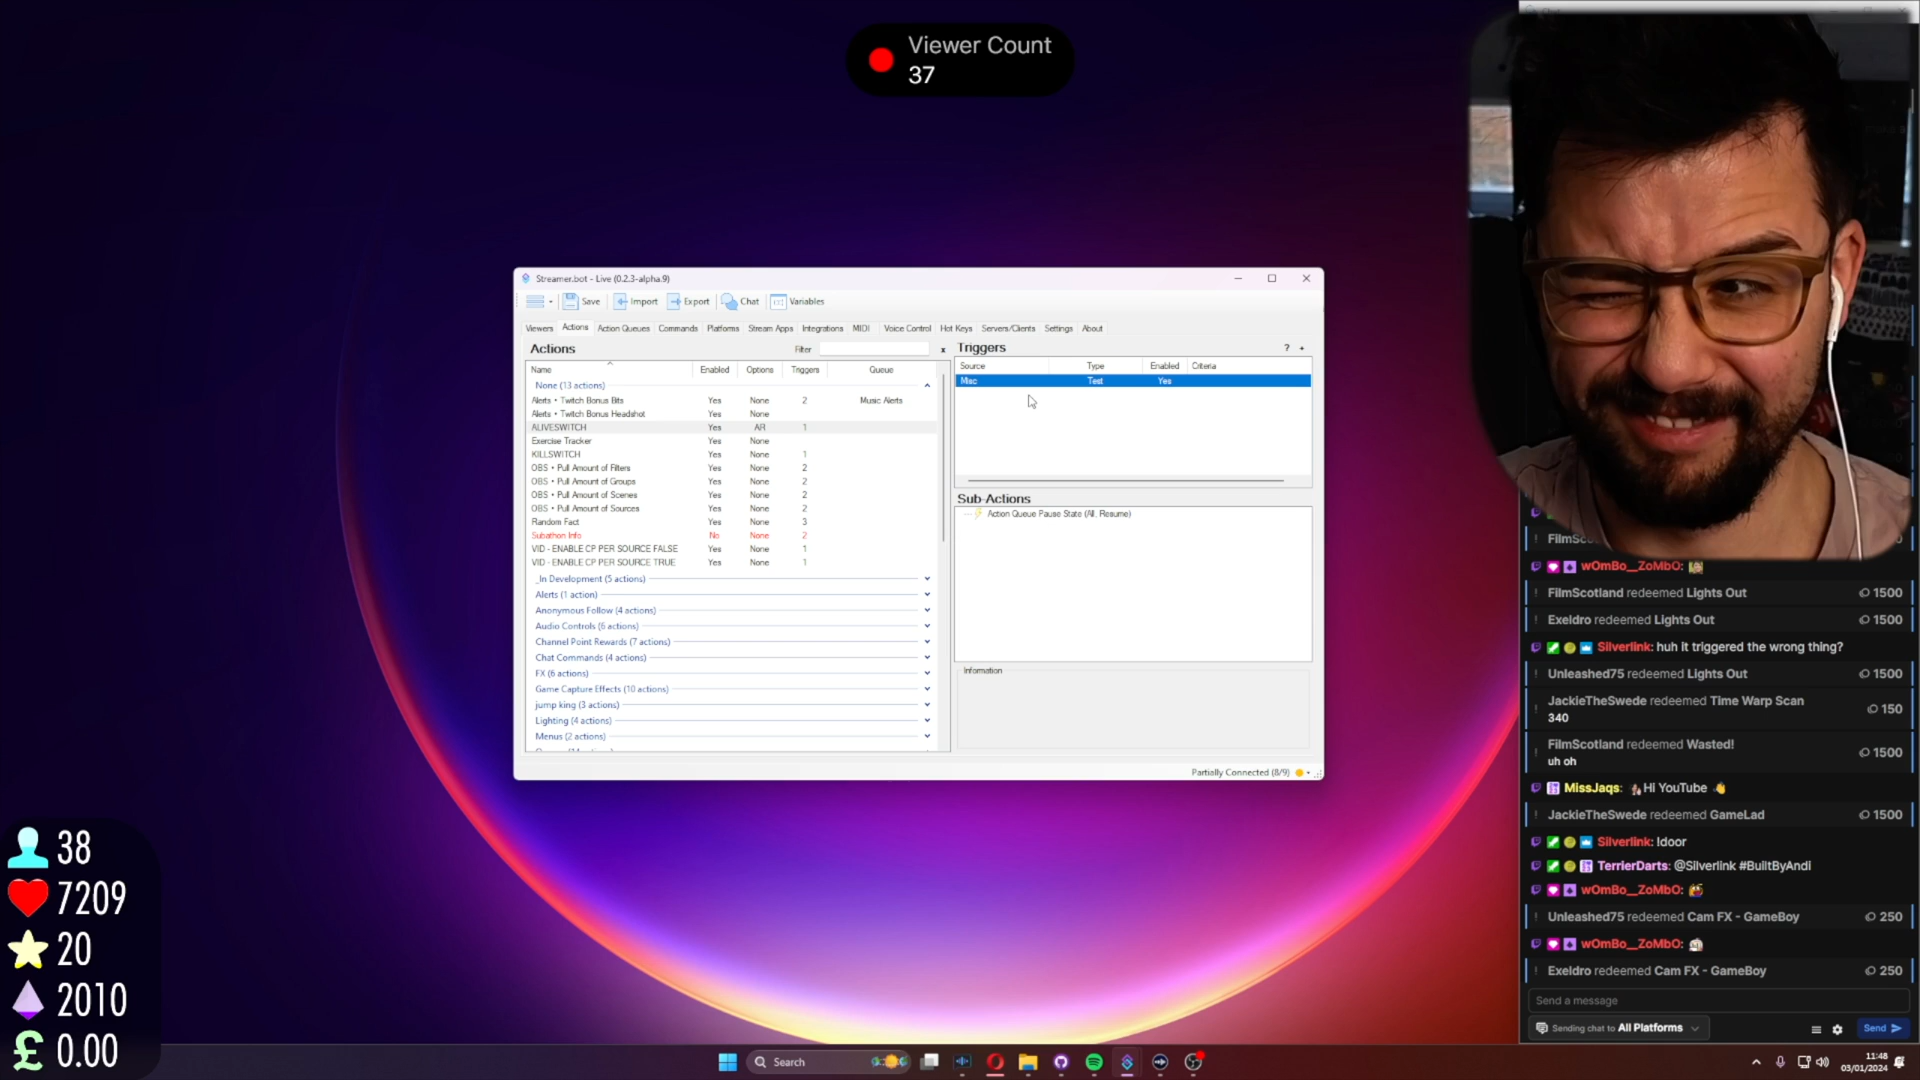 Viewer Count
37
Streamer.bot - Live (0.2.3-alpha.9)
Save Import Export Chat Variables
Viewers Actions Action Queues Commands Platforms Stream Apps Integrations MIDI Voice Control Hot Keys Servers/Clients Settings About
Actions Filter x
Name Enabled Options Triggers Queue
None (13 actions)
Alerts • Twitch Bonus Bits Yes None 2 Music Alerts
Alerts • Twitch Bonus Headshot Yes None
ALIVESWITCH Yes AR 1
Exercise Tracker Yes None
KILLSWITCH Yes None 1
OBS • Pull Amount of Filters Yes None 2
OBS • Pull Amount of Groups Yes None 2
OBS • Pull Amount of Scenes Yes None 2
OBS • Pull Amount of Sources Yes None 2
Random Fact Yes None 3
Subathon Info No None 2
VID - ENABLE CP PER SOURCE FALSE Yes None 1
VID - ENABLE CP PER SOURCE TRUE Yes None 1
_In Development (5 actions)
Alerts (1 action)
Anonymous Follow (4 actions)
Audio Controls (6 actions)
Channel Point Rewards (7 actions)
Chat Commands (4 actions)
FX (6 actions)
Game Capture Effects (10 actions)
jump king (3 actions)
Lighting (4 actions)
Menus (2 actions)
Triggers ?
Source Type Enabled Criteria
Misc Test Yes
Sub-Actions
Action Queue Pause State (All, Resume)
Information
Partially Connected (8/9)
wOmBo__ZoMbO:
FilmScotland redeemed Lights Out 1500
Exeldro redeemed Lights Out 1500
Silverlink: huh it triggered the wrong thing?
Unleashed75 redeemed Lights Out 1500
JackieTheSwede redeemed Time Warp Scan 150
340
FilmScotland redeemed Wasted! 1500
uh oh
MissJaqs: Hi YouTube
JackieTheSwede redeemed GameLad 1500
Silverlink: !door
TerrierDarts: @Silverlink #BuiltByAndi
wOmBo__ZoMbO:
Unleashed75 redeemed Cam FX - GameBoy 250
wOmBo__ZoMbO:
Exeldro redeemed Cam FX - GameBoy 250
Send a message
Sending chat to All Platforms Send
38
7209
20
2010
£ 0.00
Search
11:48
03/01/2024